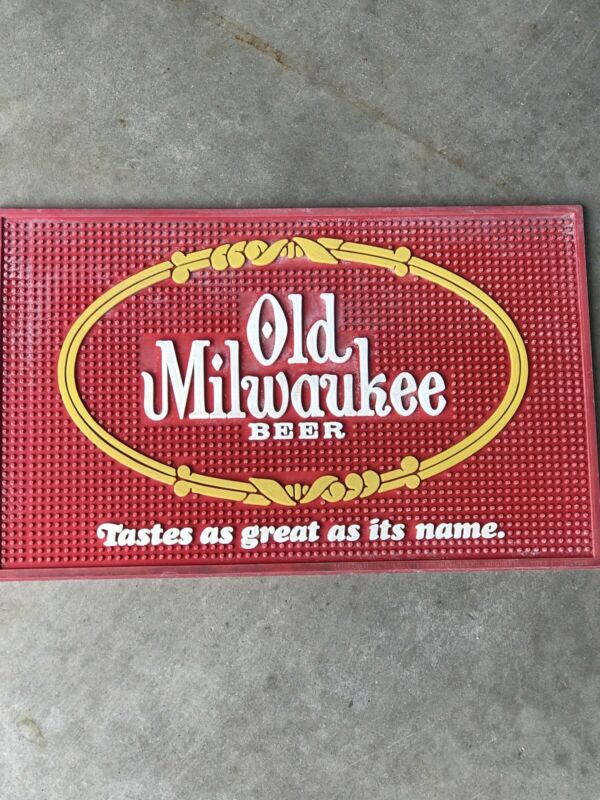 Old
Milwaukee
BEER
Tastes as great as its name.